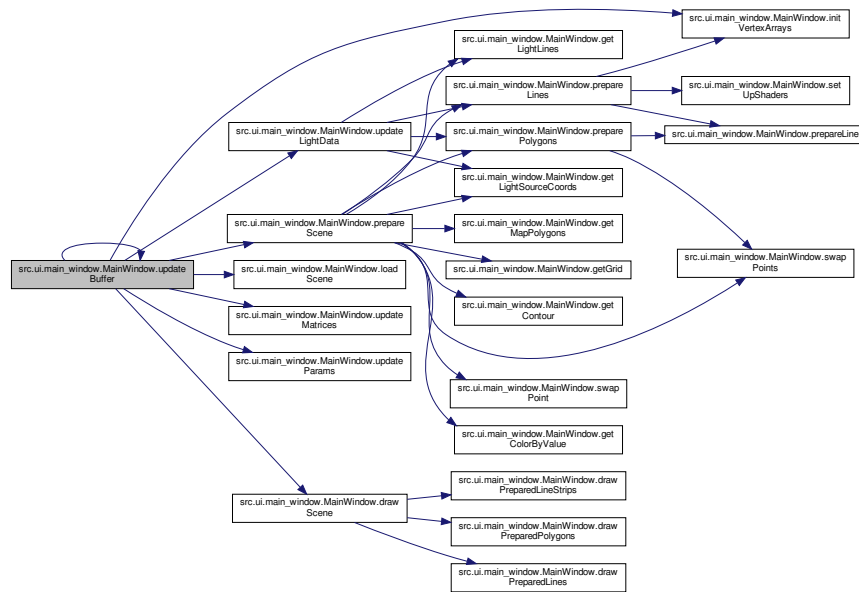 src.ui.main_window.MainWindow.update
Buffer
src.ui.main_window.MainWindow.update
LightData
src.ui.main_window.MainWindow.prepare
Scene
src.ui.main_window.MainWindow.load
Scene
src.ui.main_window.MainWindow.update
Matrices
src.ui.main_window.MainWindow.update
Params
src.ui.main_window.MainWindow.draw
Scene
src.ui.main_window.MainWindow.get
LightLines
src.ui.main_window.MainWindow.prepare
Lines
src.ui.main_window.MainWindow.prepare
Polygons
src.ui.main_window.MainWindow.get
LightSourceCoords
src.ui.main_window.MainWindow.get
MapPolygons
src.ui.main_window.MainWindow.getGrid
src.ui.main_window.MainWindow.get
Contour
src.ui.main_window.MainWindow.swap
Point
src.ui.main_window.MainWindow.get
ColorByValue
src.ui.main_window.MainWindow.draw
PreparedLineStrips
src.ui.main_window.MainWindow.draw
PreparedPolygons
src.ui.main_window.MainWindow.draw
PreparedLines
src.ui.main_window.MainWindow.init
VertexArrays
src.ui.main_window.MainWindow.set
UpShaders
src.ui.main_window.MainWindow.prepareLine
src.ui.main_window.MainWindow.swap
Points